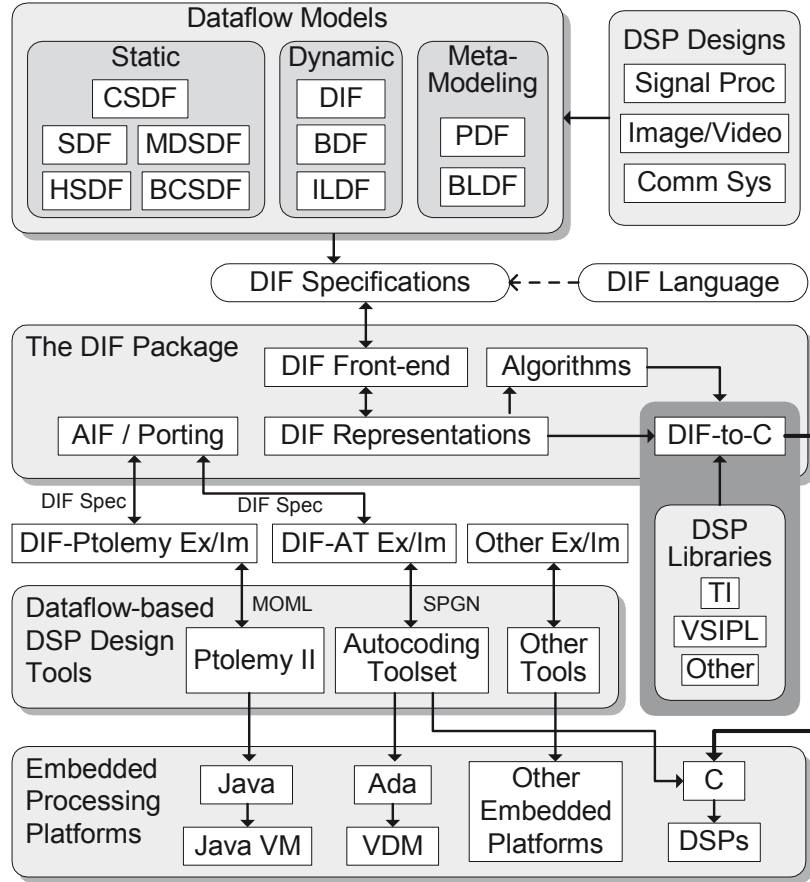 Dataflow Models
Static
CSDF
SDF
MDSDF
HSDF
BCSDF
Dynamic
DIF
BDF
ILDF
Meta-
Modeling
PDF
BLDF
DSP Designs
Signal Proc
Image/Video
Comm Sys
DIF Specifications
DIF Language
The DIF Package
DIF Front-end
Algorithms
AIF / Porting
DIF Representations
DIF-to-C
DIF Spec
DIF Spec
DIF-Ptolemy Ex/Im
DIF-AT Ex/Im
Other Ex/Im
DSP
Libraries
TI
VSIPL
Other
MOML
SPGN
Dataflow-based
DSP Design
Tools
Ptolemy II
Autocoding
Toolset
Other
Tools
Embedded
Processing
Platforms
Java
Java VM
Ada
VDM
Other
Embedded
Platforms
C
DSPs